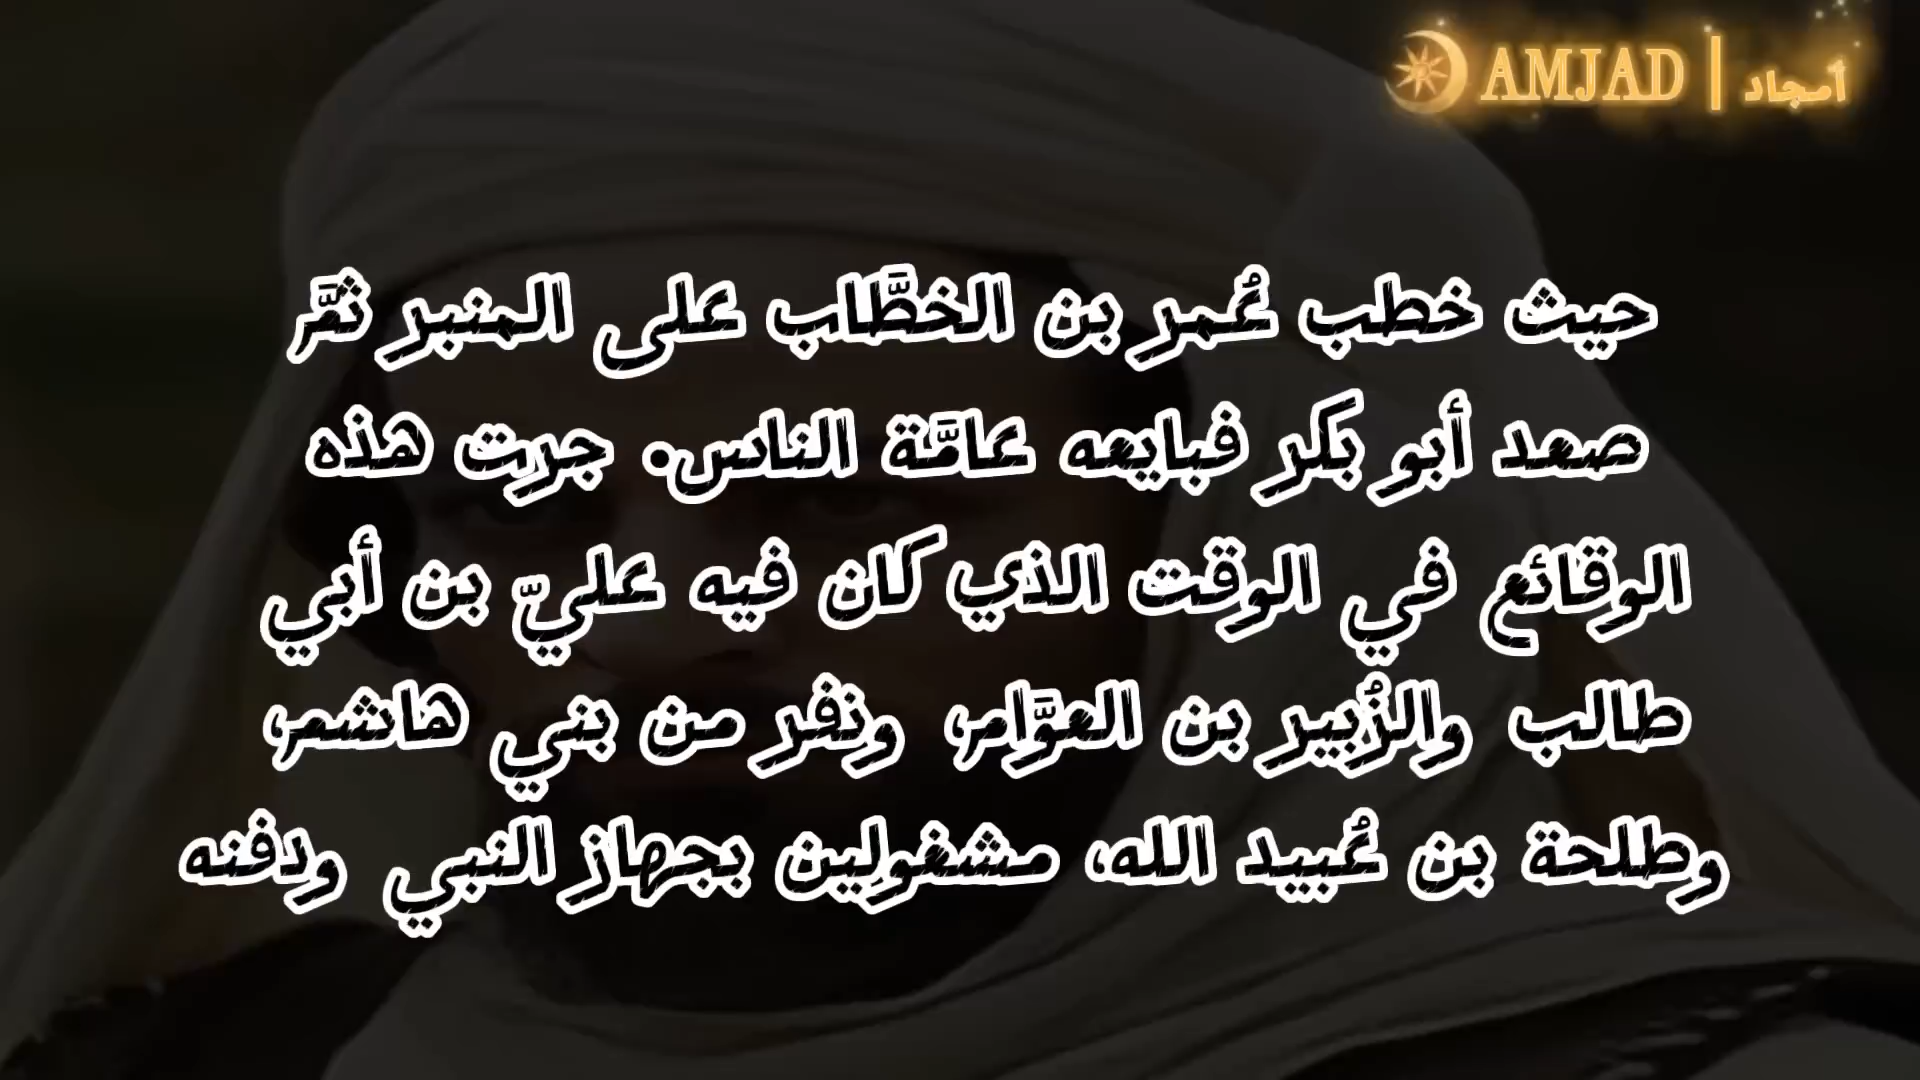 AMJAD | أمجاد
حيث خطب عُمر بن الخطَّاب على المنبر ثمَّ
صعد أبو بكر فبايعه عامَّة الناس. جرت هذه
الوقائع في الوقت الذي كان فيه عليّ بن أبي
طالب والزُبير بن العوَّام، ونفر من بني هاشم،
وطلحة بن عُبيد الله، مشغولين بجهاز النبي ودفنه